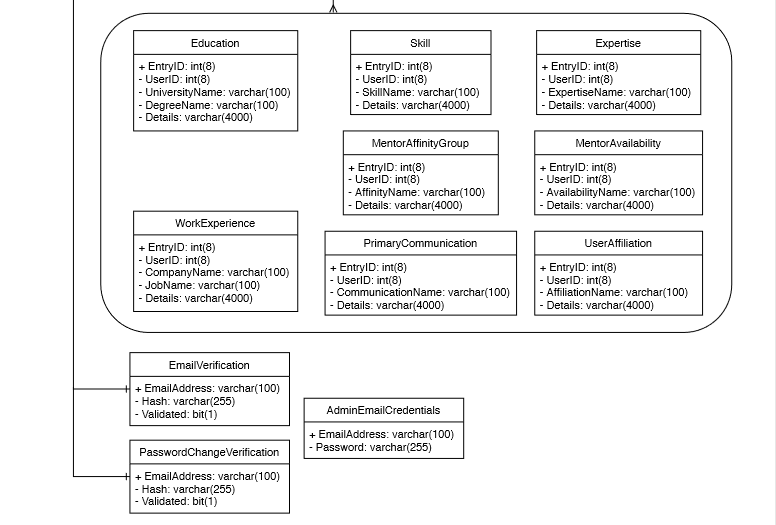 Education
+ EntryID: int(8)
- UserID: int(8)
- UniversityName: varchar(100)
- DegreeName: varchar(100)
- Details: varchar(4000)
Skill
+ EntryID: int(8)
- UserID: int(8)
- SkillName: varchar(100)
- Details: varchar(4000)
Expertise
+ EntryID: int(8)
- UserID: int(8)
- ExpertiseName: varchar(100)
- Details: varchar(4000)
MentorAffinityGroup
+ EntryID: int(8)
- UserID: int(8)
- AffinityName: varchar(100)
- Details: varchar(4000)
MentorAvailability
+ EntryID: int(8)
- UserID: int(8)
- AvailabilityName: varchar(100)
- Details: varchar(4000)
WorkExperience
+ EntryID: int(8)
- UserID: int(8)
- CompanyName: varchar(100)
- JobName: varchar(100)
- Details: varchar(4000)
PrimaryCommunication
+ EntryID: int(8)
- UserID: int(8)
- CommunicationName: varchar(100)
- Details: varchar(4000)
UserAffiliation
+ EntryID: int(8)
- UserID: int(8)
- AffiliationName: varchar(100)
- Details: varchar(4000)
EmailVerification
+ EmailAddress: varchar(100)
- Hash: varchar(255)
- Validated: bit(1)
AdminEmailCredentials
+ EmailAddress: varchar(100)
- Password: varchar(255)
PasswordChangeVerification
+ EmailAddress: varchar(100)
- Hash: varchar(255)
- Validated: bit(1)